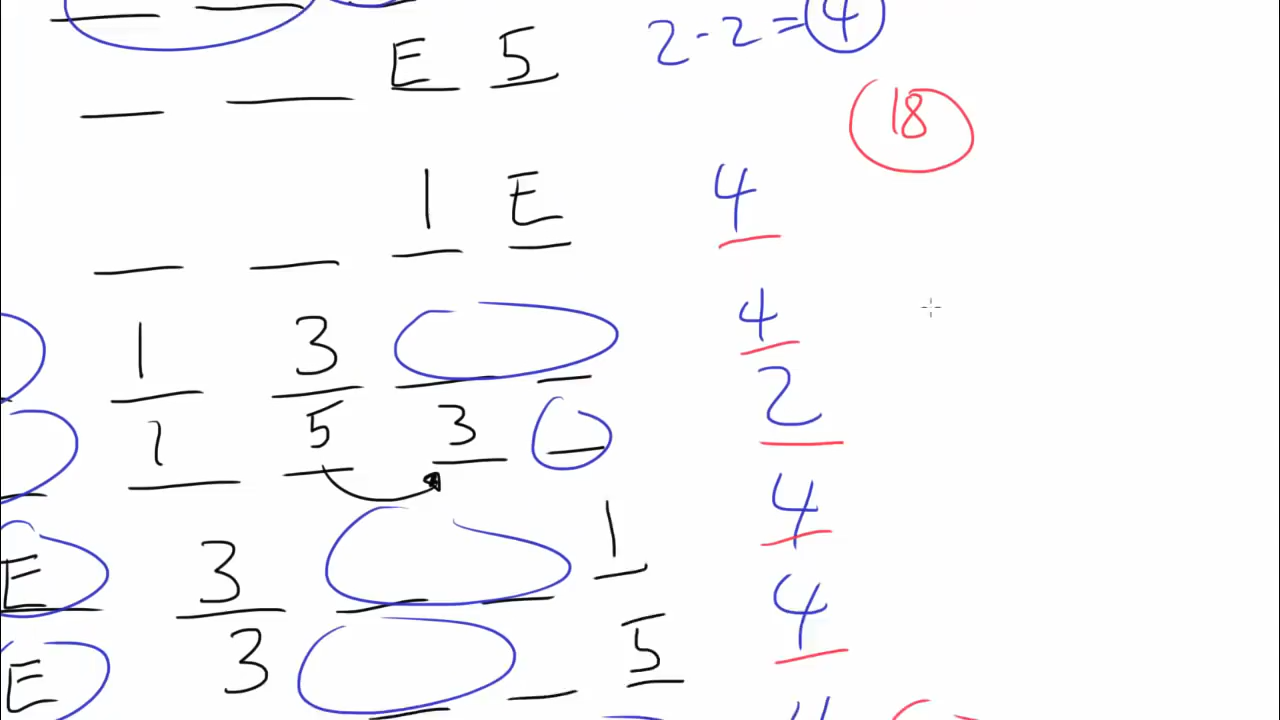 2 - 2 = 4
E 5
18
1 E 4
1 3 4
1 5 3 2
E 3 1 4
E 3 5 4